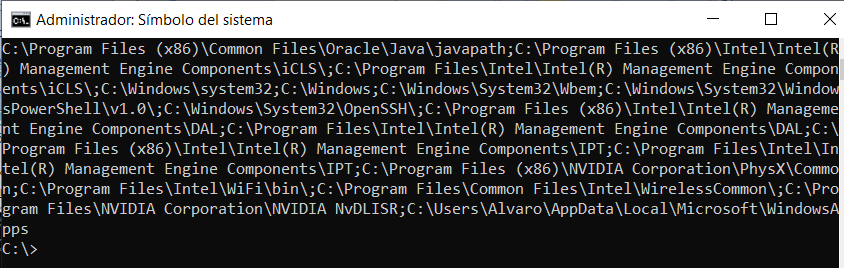 Administrador: Símbolo del sistema
C:\Program Files (x86)\Common Files\Oracle\Java\javapath;C:\Program Files (x86)\Intel\Intel(R
) Management Engine Components\iCLS\;C:\Program Files\Intel\Intel(R) Management Engine Compon
ents\iCLS\;C:\Windows\system32;C:\Windows;C:\Windows\System32\Wbem;C:\Windows\System32\Window
sPowerShell\v1.0\;C:\Windows\System32\OpenSSH\;C:\Program Files (x86)\Intel\Intel(R) Manageme
nt Engine Components\DAL;C:\Program Files\Intel\Intel(R) Management Engine Components\DAL;C:\
Program Files (x86)\Intel\Intel(R) Management Engine Components\IPT;C:\Program Files\Intel\In
tel(R) Management Engine Components\IPT;C:\Program Files (x86)\NVIDIA Corporation\PhysX\Commo
n;C:\Program Files\Intel\WiFi\bin\;C:\Program Files\Common Files\Intel\WirelessCommon\;C:\Pro
gram Files\NVIDIA Corporation\NVIDIA NvDLISR;C:\Users\Alvaro\AppData\Local\Microsoft\WindowsA
pps
C:\>